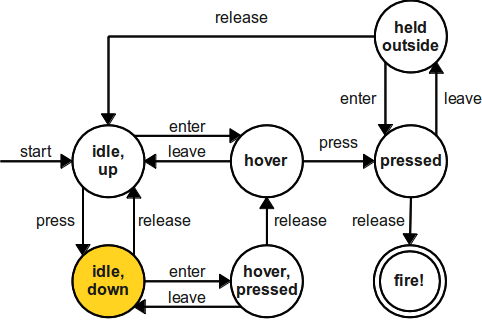 release
held
outside
enter
leave
start
idle,
up
enter
leave
hover
press
pressed
press
release
release
release
idle,
down
enter
leave
hover,
pressed
fire!